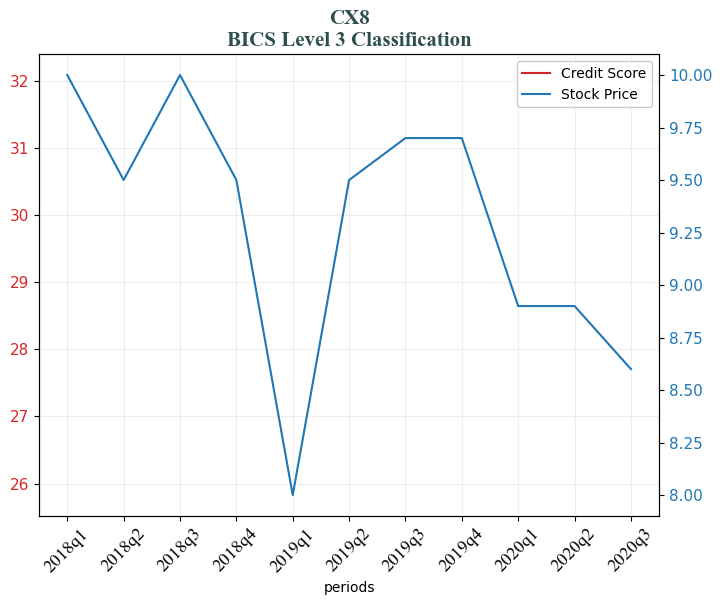 CX8
BICS Level 3 Classification
Credit Score
Stock Price
32
31
30
29
28
27
26
10.00
9.75
9.50
9.25
9.00
8.75
8.50
8.25
8.00
2018q1
2018q2
2018q3
2018q4
2019q1
2019q2
2019q3
2019q4
2020q1
2020q2
2020q3
periods